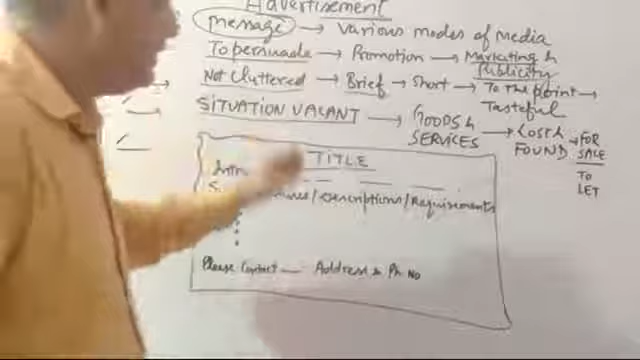 Advertisement
message → Various modes of Media
To persuade → Promotion → Marketing &
Publicity
Not Cluttered → Brief → Short → To the point →
Tasteful
SITUATION VACANT → GOODS &
SERVICES → LOST &
FOUND → FOR
SALE
TO
LET
TITLE
/Descriptions/Requirements
Please Contact — Address & Ph No